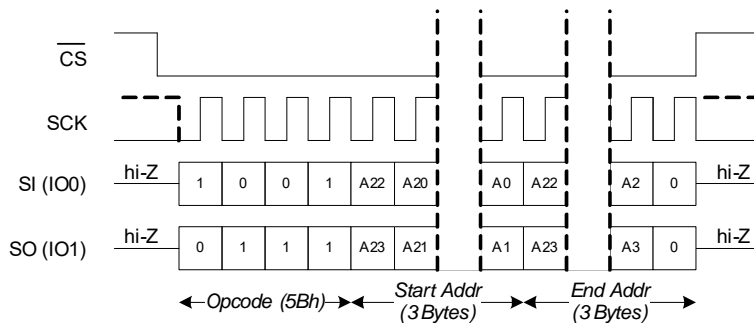 CS
SCK
hi-Z 1 0 0 1 A22 A20 A0 A22 A2 0 hi-Z
SI (IO0)
hi-Z 0 1 1 1 A23 A21 A1 A23 A3 0 hi-Z
SO (IO1)
Opcode (5Bh) Start Addr (3 Bytes) End Addr (3 Bytes)